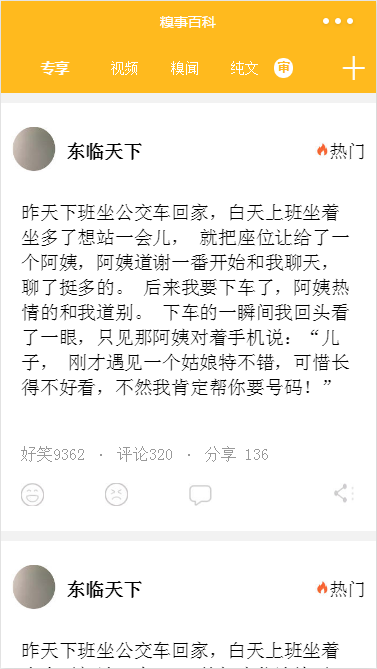 糗事百科
专享 视频 糗闻 纯文 审
东临天下 热门
昨天下班坐公交车回家，白天上班坐着
坐多了想站一会儿， 就把座位让给了一
个阿姨，阿姨道谢一番开始和我聊天，
聊了挺多的。 后来我要下车了，阿姨热
情的和我道别。 下车的一瞬间我回头看
了一眼，只见那阿姨对着手机说：“儿
子， 刚才遇见一个姑娘特不错，可惜长
得不好看，不然我肯定帮你要号码！”
好笑9362 · 评论320 · 分享 136
东临天下 热门
昨天下班坐公交车回家，白天上班坐着